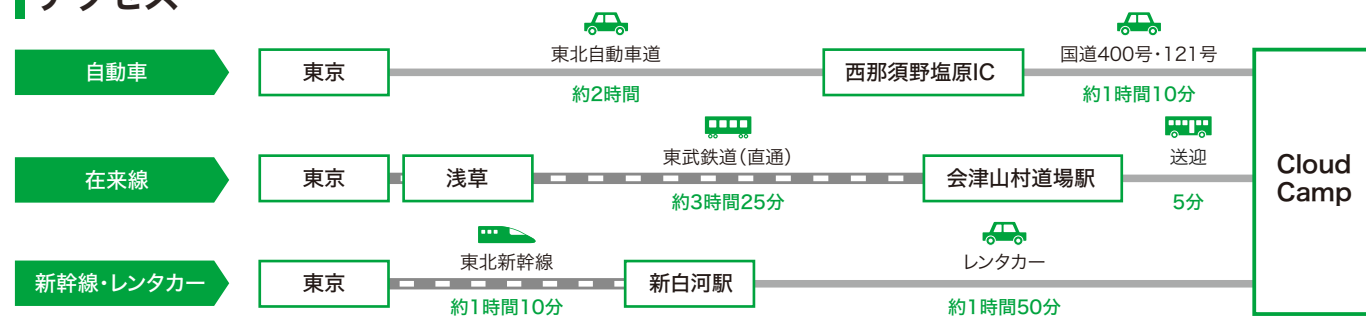 アクセス
自動車
東京
東北自動車道
約2時間
西那須野塩原IC
国道400号・121号
約1時間10分
在来線
東京
浅草
東武鉄道（直通）
約3時間25分
会津山村道場駅
送迎
5分
新幹線・レンタカー
東京
東北新幹線
約1時間10分
新白河駅
レンタカー
約1時間50分
Cloud
Camp